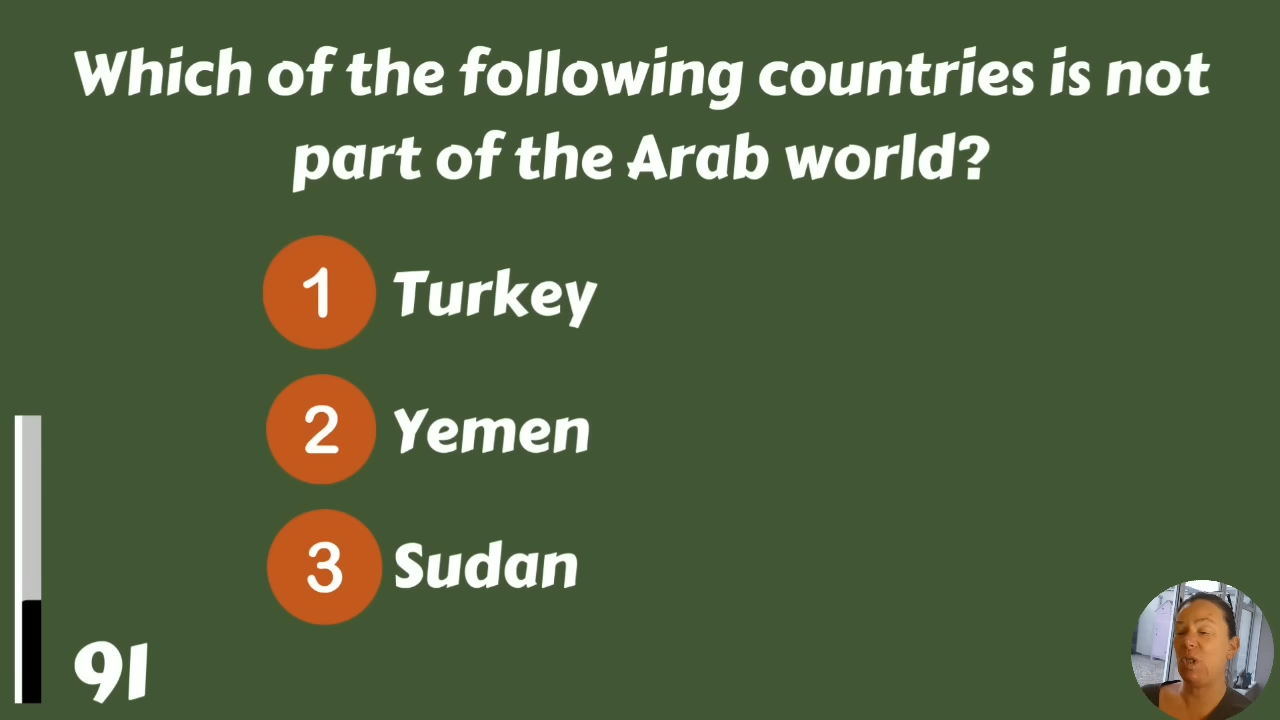 Which of the following countries is not
part of the Arab world?
1 Turkey
2 Yemen
3 Sudan
91